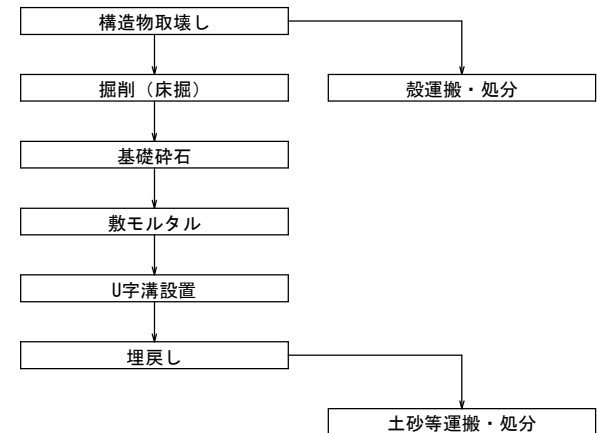 構造物取壊し
掘削（床掘）
殻運搬・処分
基礎砕石
敷モルタル
U字溝設置
埋戻し
土砂等運搬・処分